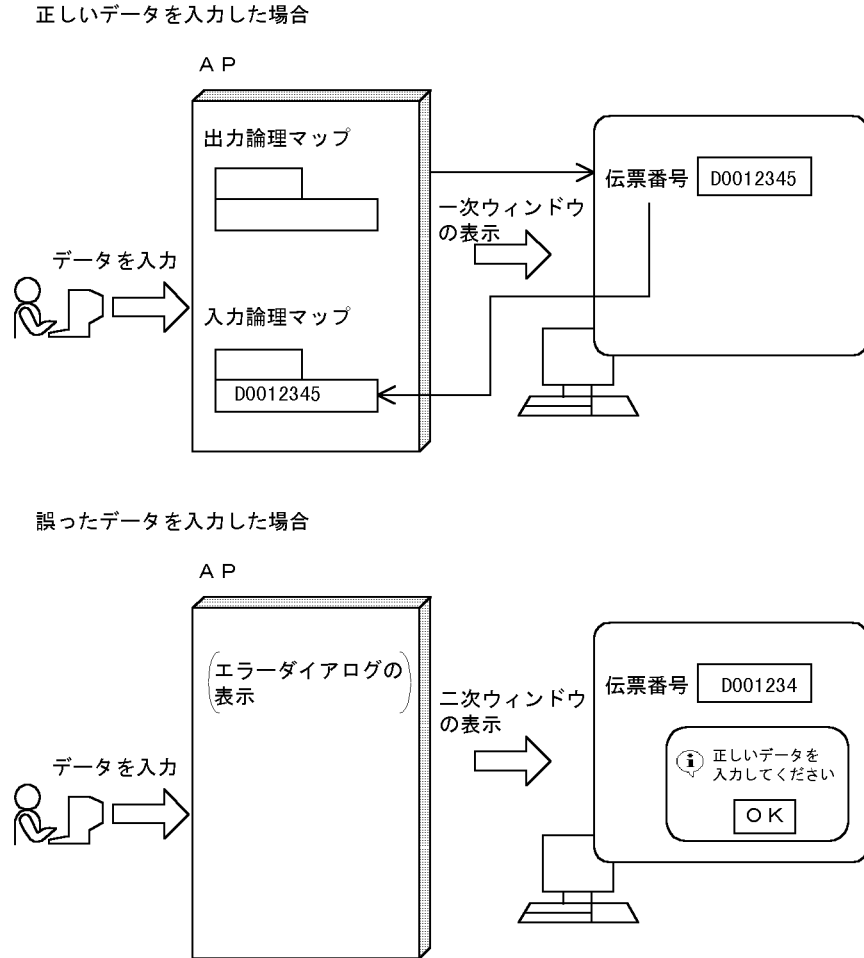 正しいデータを入力した場合
ＡＰ
出力論理マップ
伝票番号 D0012345
一次ウィンドウ
の表示
データを入力
入力論理マップ
D0012345
誤ったデータを入力した場合
ＡＰ
エラーダイアログの
表示
伝票番号 D001234
二次ウィンドウ
の表示
正しいデータを
入力してください
データを入力
ＯＫ